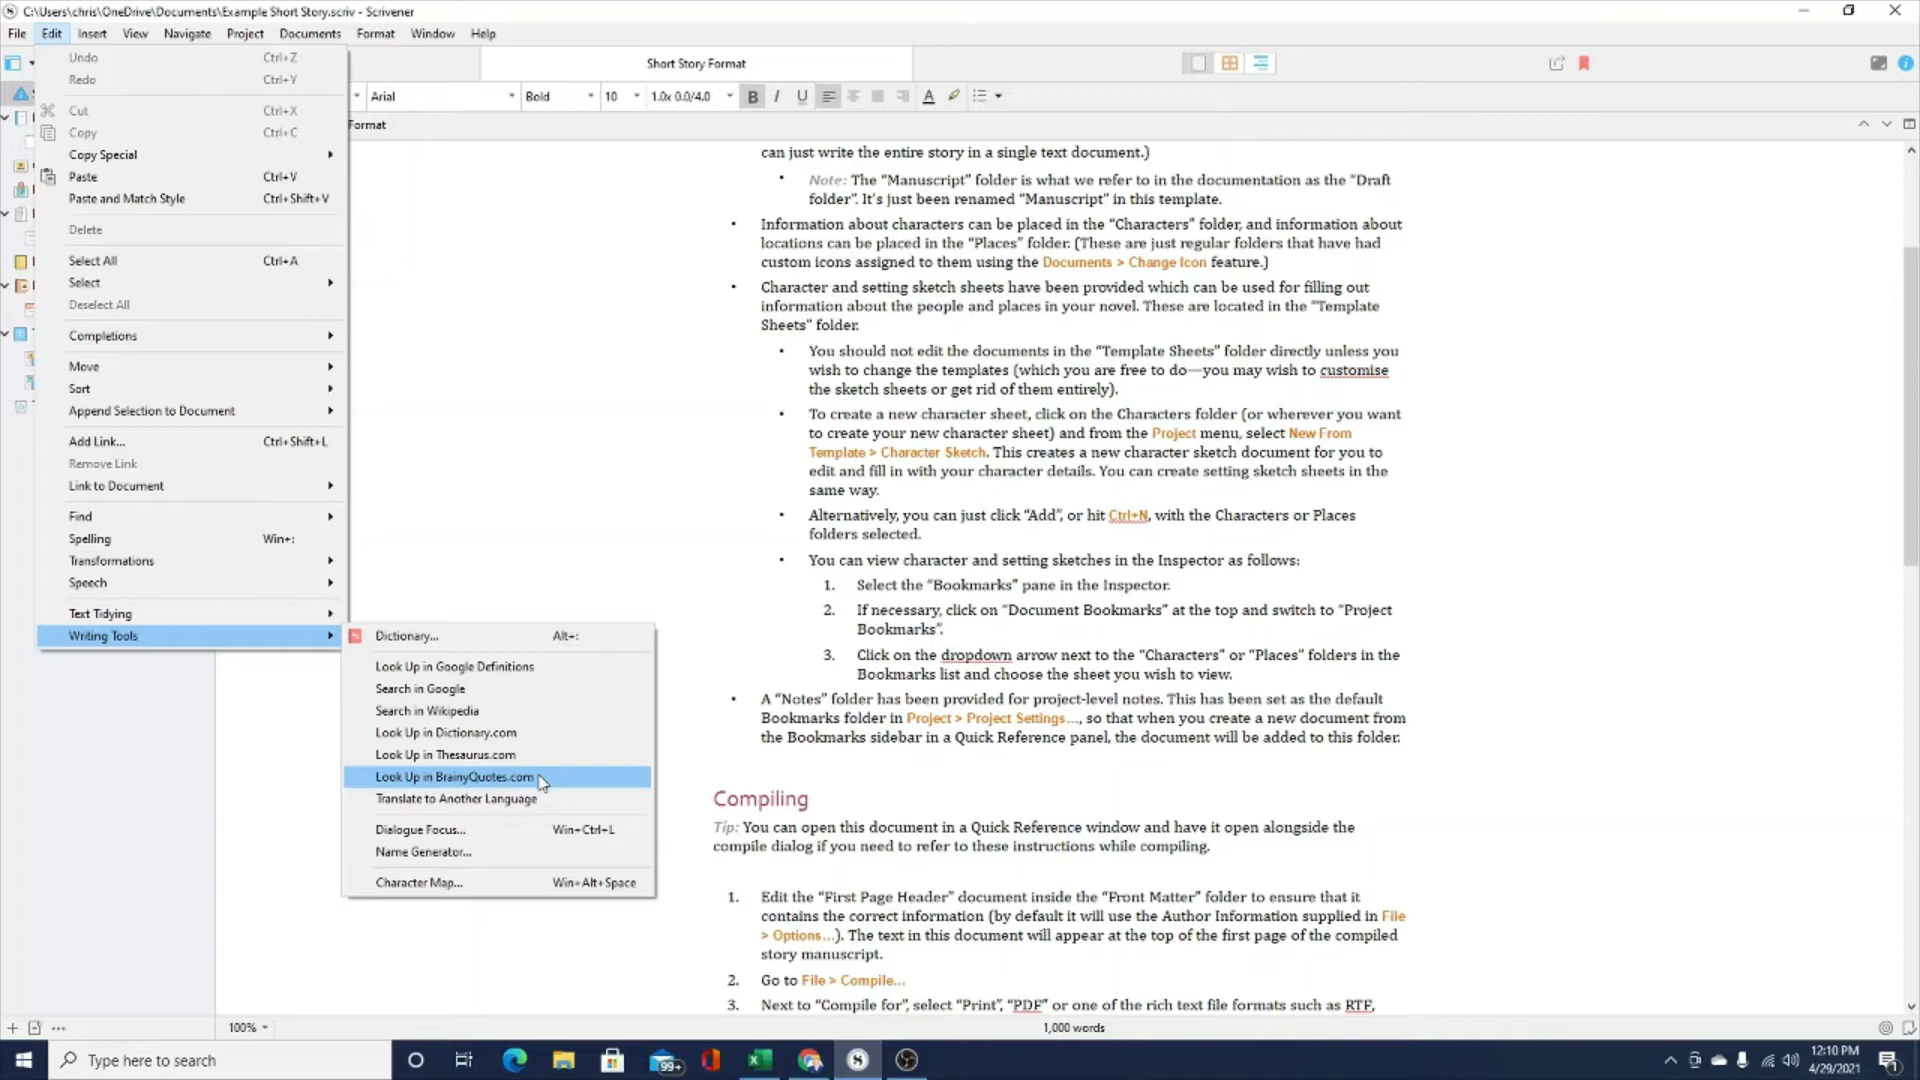 C:\Users\chris\OneDrive\Documents\Example Short Story.scriv - Scrivener
File Edit Insert View Navigate Project Documents Format Window Help
Short Story Format
Arial Bold 10 1.0x 0.0/4.0 B I U A
Format
Undo Ctrl+Z
Redo Ctrl+Y
Cut Ctrl+X
Copy Ctrl+C
Copy Special
Paste Ctrl+V
Paste and Match Style Ctrl+Shift+V
Delete
Select All Ctrl+A
Select
Deselect All
Completions
Move
Sort
Append Selection to Document
Add Link... Ctrl+Shift+L
Remove Link
Link to Document
Find
Spelling Win+:
Transformations
Speech
Text Tidying
Writing Tools
Dictionary... Alt+:
Look Up in Google Definitions
Search in Google
Search in Wikipedia
Look Up in Dictionary.com
Look Up in Thesaurus.com
Look Up in BrainyQuotes.com
Translate to Another Language
Dialogue Focus... Win+Ctrl+L
Name Generator...
Character Map... Win+Alt+Space
can just write the entire story in a single text document.)
• Note: The “Manuscript” folder is what we refer to in the documentation as the “Draft
folder”. It’s just been renamed “Manuscript” in this template.
• Information about characters can be placed in the “Characters” folder, and information about
locations can be placed in the “Places” folder. (These are just regular folders that have had
custom icons assigned to them using the Documents > Change Icon feature.)
• Character and setting sketch sheets have been provided which can be used for filling out
information about the people and places in your novel. These are located in the “Template
Sheets” folder.
• You should not edit the documents in the “Template Sheets” folder directly unless you
wish to change the templates (which you are free to do—you may wish to customise
the sketch sheets or get rid of them entirely).
• To create a new character sheet, click on the Characters folder (or wherever you want
to create your new character sheet) and from the Project menu, select New From
Template > Character Sketch. This creates a new character sketch document for you to
edit and fill in with your character details. You can create setting sketch sheets in the
same way.
• Alternatively, you can just click “Add”, or hit Ctrl+N, with the Characters or Places
folders selected.
• You can view character and setting sketches in the Inspector as follows:
1. Select the “Bookmarks” pane in the Inspector.
2. If necessary, click on “Document Bookmarks” at the top and switch to “Project
Bookmarks”.
3. Click on the dropdown arrow next to the “Characters” or “Places” folders in the
Bookmarks list and choose the sheet you wish to view.
• A “Notes” folder has been provided for project-level notes. This has been set as the default
Bookmarks folder in Project > Project Settings..., so that when you create a new document from
the Bookmarks sidebar in a Quick Reference panel, the document will be added to this folder.
Compiling
Tip: You can open this document in a Quick Reference window and have it open alongside the
compile dialog if you need to refer to these instructions while compiling.
1. Edit the “First Page Header” document inside the “Front Matter” folder to ensure that it
contains the correct information (by default it will use the Author Information supplied in File
> Options...). The text in this document will appear at the top of the first page of the compiled
story manuscript.
2. Go to File > Compile...
3. Next to “Compile for”, select “Print”, “PDF” or one of the rich text file formats such as RTF,
100% 1,000 words
Type here to search
99+
12:10 PM
4/29/2021
1